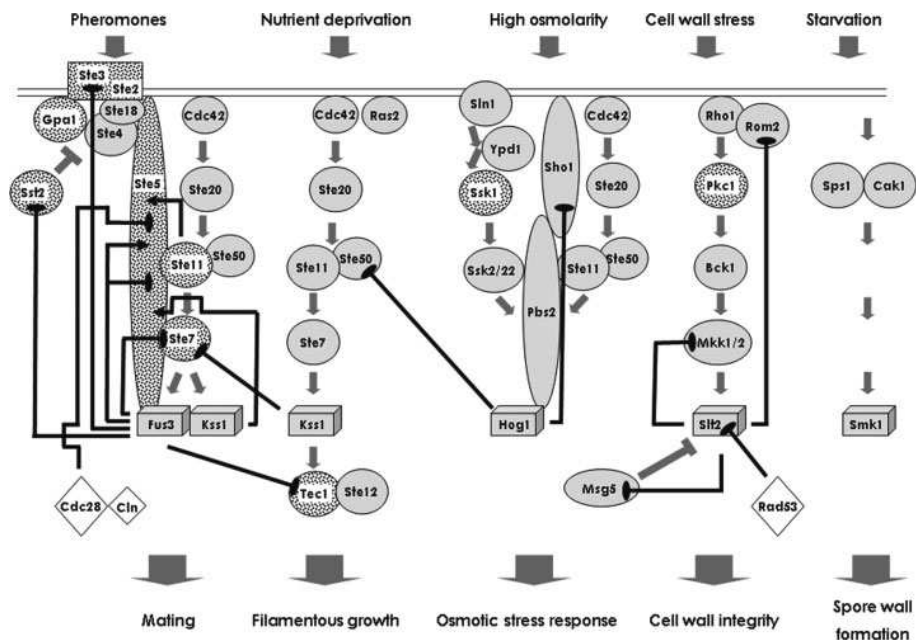 Pheromones
Nutrient deprivation
High osmolarity
Cell wall stress
Starvation
Ste3
Ste2
Gpa1
Ste18
Ste4
Cdc42
Cdc42
Ras2
Sln1
Ypd1
Sho1
Cdc42
Rho1
Rom2
Sst2
Ste5
Ste20
Ste20
Ssk1
Ste20
Pkc1
Sps1
Cak1
Ste11
Ste50
Ste11
Ste50
Ssk2/22
Pbs2
Ste11
Ste50
Bck1
Ste7
Ste7
Mkk1/2
Fus3
Kss1
Kss1
Hog1
Slt2
Smk1
Cdc28
Cln
Tec1
Ste12
Msg5
Rad53
Mating
Filamentous growth
Osmotic stress response
Cell wall integrity
Spore wall
formation